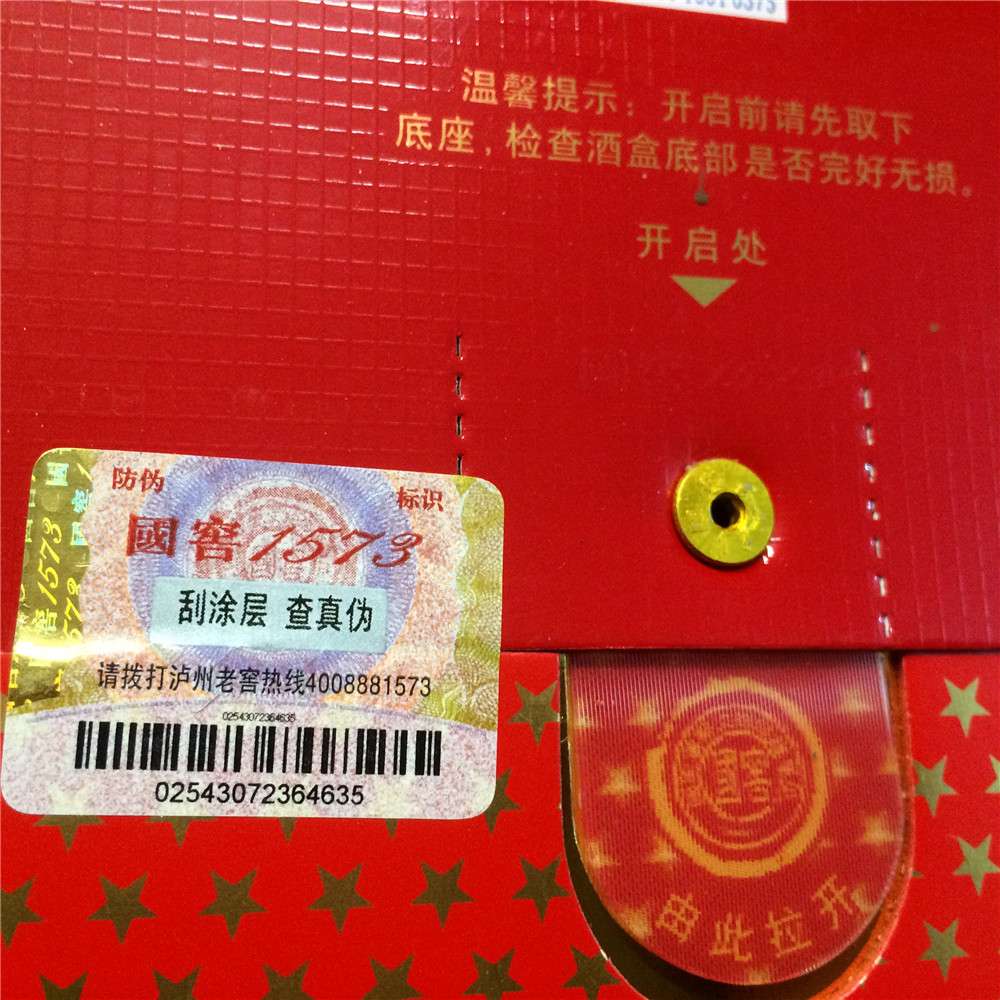 温馨提示：开启前请先取下
底座，检查酒盒底部是否完好无损。
开启处
防伪
标识
國窖1573
刮涂层 查真伪
请拨打泸州老窖热线4008881573
02543072364635
02543072364635
由此拉开